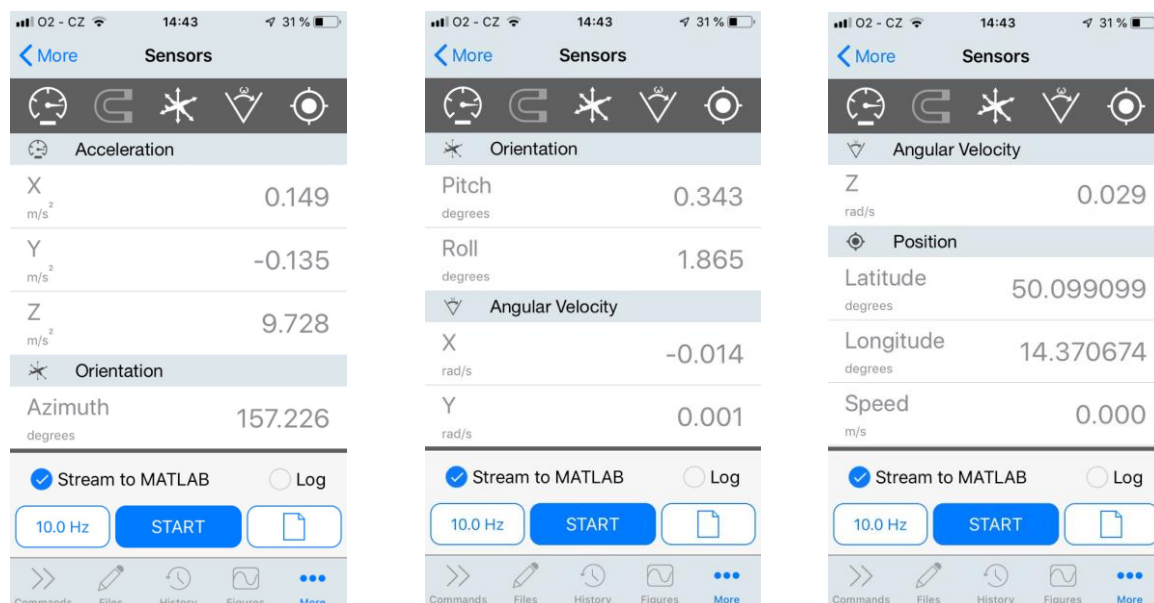 O2 - CZ 14:43 31 %
More Sensors
Acceleration
X 0.149
m/s²
Y -0.135
m/s²
Z 9.728
m/s²
Orientation
Azimuth 157.226
degrees
Stream to MATLAB Log
10.0 Hz START
Commands Files History Figures More
O2 - CZ 14:43 31 %
More Sensors
ω
Orientation
Pitch 0.343
degrees
Roll 1.865
degrees
Angular Velocity
X -0.014
rad/s
Y 0.001
rad/s
Stream to MATLAB Log
10.0 Hz START
Commands Files History Figures More
O2 - CZ 14:43 31 %
More Sensors
ω
Angular Velocity
Z 0.029
rad/s
Position
Latitude 50.099099
degrees
Longitude 14.370674
degrees
Speed 0.000
m/s
Stream to MATLAB Log
10.0 Hz START
Commands Files History Figures More